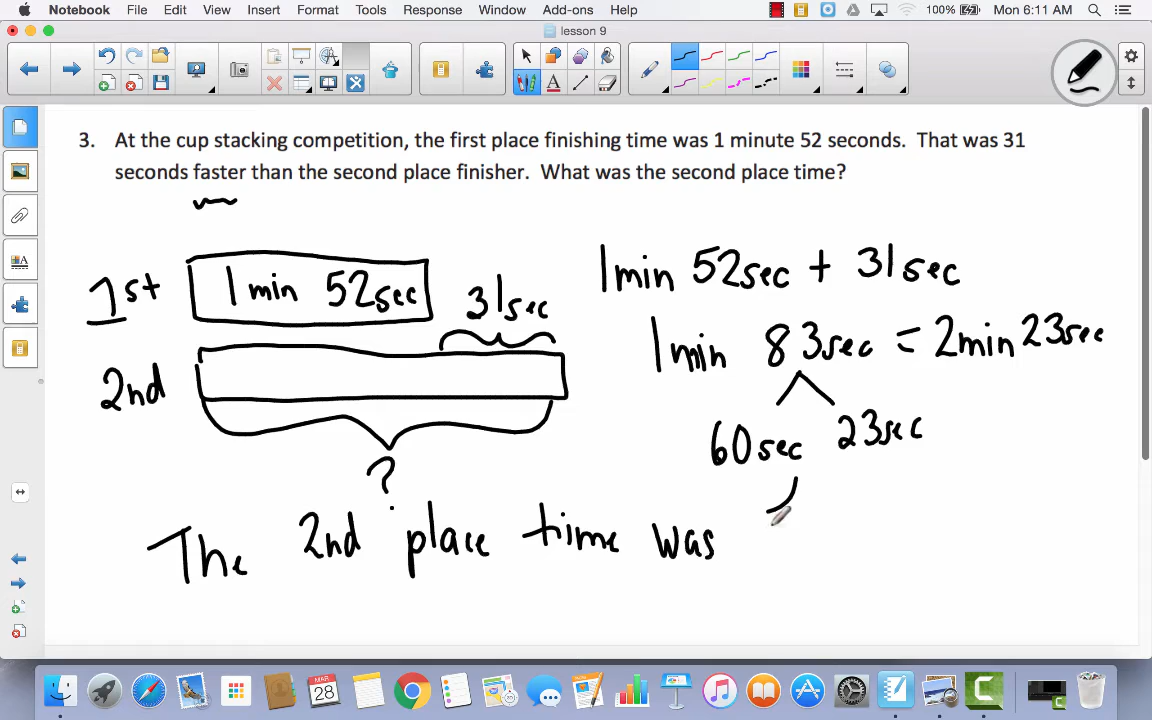 Notebook File Edit View Insert Format Tools Response Window Add-ons Help 100% Mon 6:11 AM
lesson 9
3. At the cup stacking competition, the first place finishing time was 1 minute 52 seconds. That was 31
seconds faster than the second place finisher. What was the second place time?
1st 1min 52sec
31sec
2nd
?
1min 52sec + 31sec
1min 83sec = 2min 23sec
60sec 23sec
The 2nd place time was
MAR
28